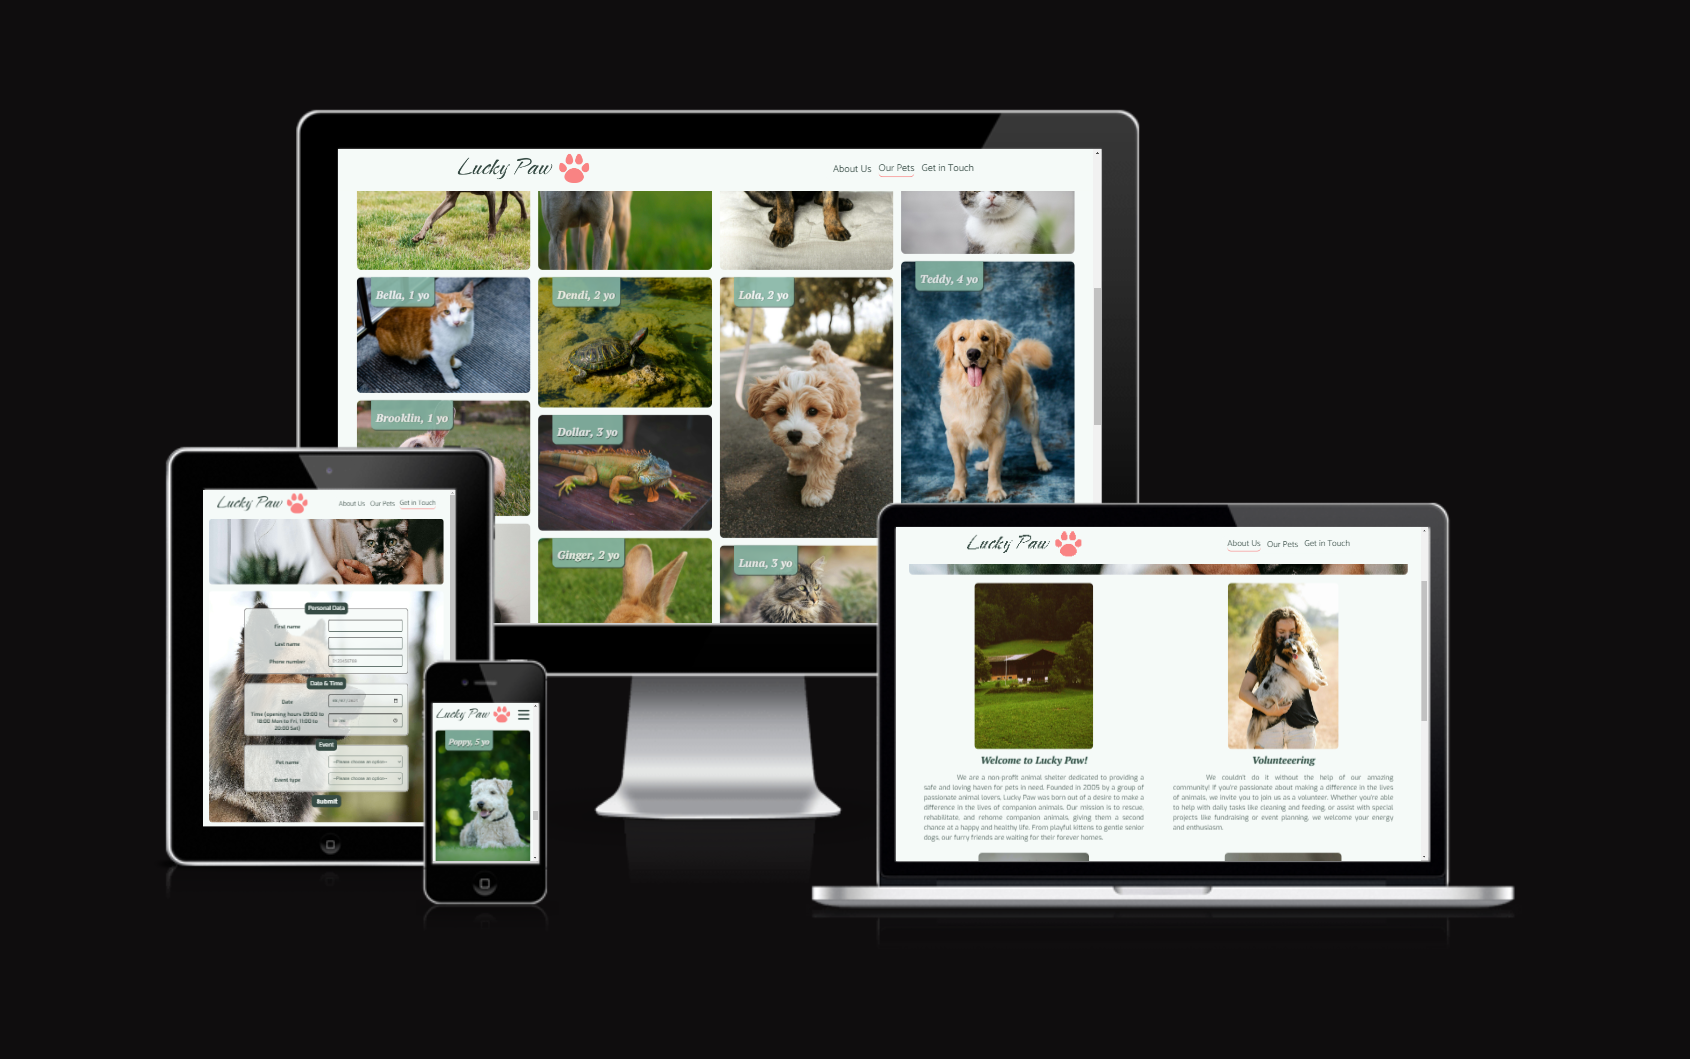 Lucky Paw
About Us Our Pets Get in Touch
Bella, 1 yo
Dendi, 2 yo
Lola, 2 yo
Teddy, 4 yo
Brooklin, 1 yo
Dollar, 3 yo
Ginger, 2 yo
Luna, 3 yo
Lucky Paw
About Us Our Pets Get in Touch
Personal Data
First name
Last name
Phone number
Date & Time
Date
Time (opening hours 09:00 to
18:00 Mon to Fri, 11:00 to
20:00 Sat)
Event
Pet name
--Please choose an option--
Event type
--Please choose an option--
Submit
Lucky Paw
Poppy, 5 yo
Lucky Paw
About Us Our Pets Get in Touch
Welcome to Lucky Paw!
We are a non-profit animal shelter dedicated to providing a
safe and loving haven for pets in need. Founded in 2005 by a group of
passionate animal lovers, Lucky Paw was born out of a desire to make a
difference in the lives of companion animals. Our mission is to rescue,
rehabilitate, and rehome companion animals, giving them a second
chance at a happy and healthy life. From playful kittens to gentle senior
dogs, our furry friends are waiting for their forever homes.
Volunteeering
We couldn't do it without the help of our amazing
community! If you're passionate about making a difference in the lives
of animals, we invite you to join us as a volunteer. Whether you're able
to help with daily tasks like cleaning and feeding, or assist with special
projects like fundraising or event planning, we welcome your energy
and enthusiasm.